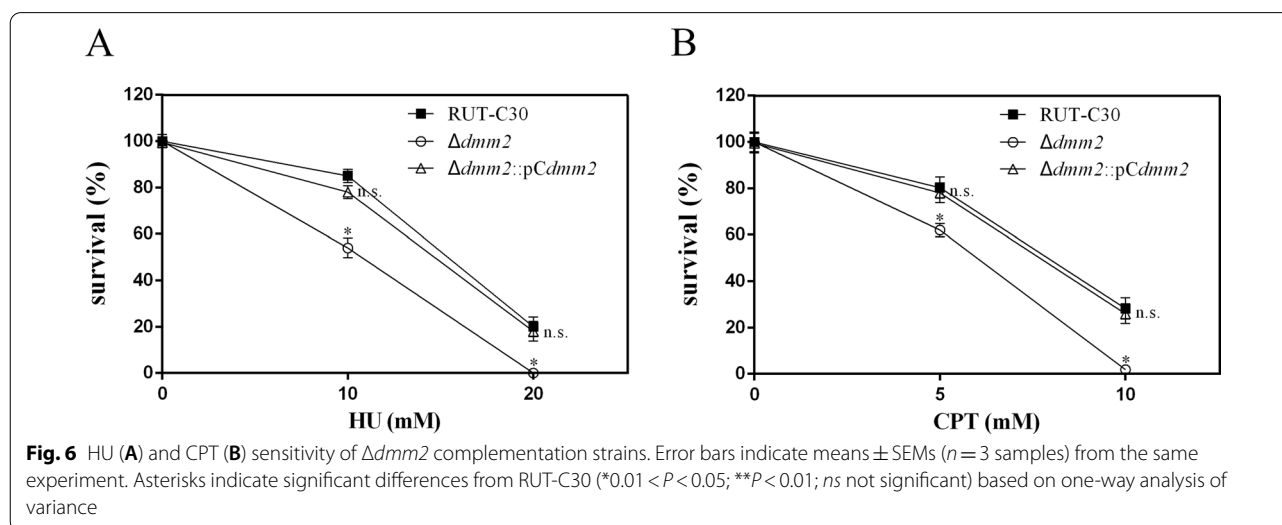 A
120
100
80
60
40
20
0
survival (%)
RUT-C30
Δdmm2
Δdmm2::pCdmm2
n.s.
*
n.s.
*
0
10
20
HU (mM)
B
120
100
80
60
40
20
0
survival (%)
RUT-C30
Δdmm2
Δdmm2::pCdmm2
n.s.
*
n.s.
*
0
5
10
CPT (mM)
Fig. 6 HU (A) and CPT (B) sensitivity of Δdmm2 complementation strains. Error bars indicate means ± SEMs (n = 3 samples) from the same
experiment. Asterisks indicate significant differences from RUT-C30 (*0.01 < P < 0.05; **P < 0.01; ns not significant) based on one-way analysis of
variance